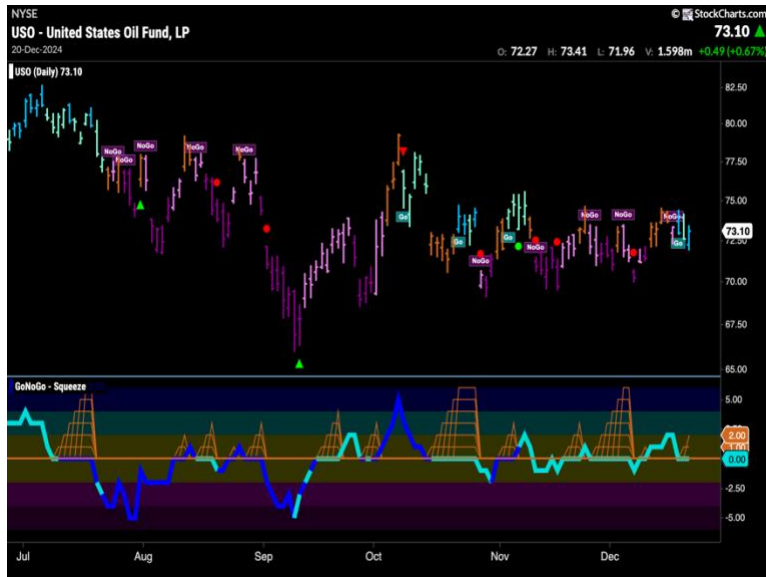 NYSE
© StockCharts.com
USO - United States Oil Fund, LP
73.10
20-Dec-2024
O: 72.27 H: 73.41 L: 71.96 V: 1.598m +0.49 (+0.67%)
USO (Daily) 73.10
82.50
80.00
NoGo
NoGo
NoGo
NoGo
NoGo
77.50
75.00
NoGo
NoGo
NoGo
Go
73.10
72.50
Go
Go
NoGo
Go
NoGo
70.00
67.50
65.00
GoNoGo - Squeeze
5.00
2.00
1.00
0.00
-2.50
-5.00
Jul Aug Sep Oct Nov Dec